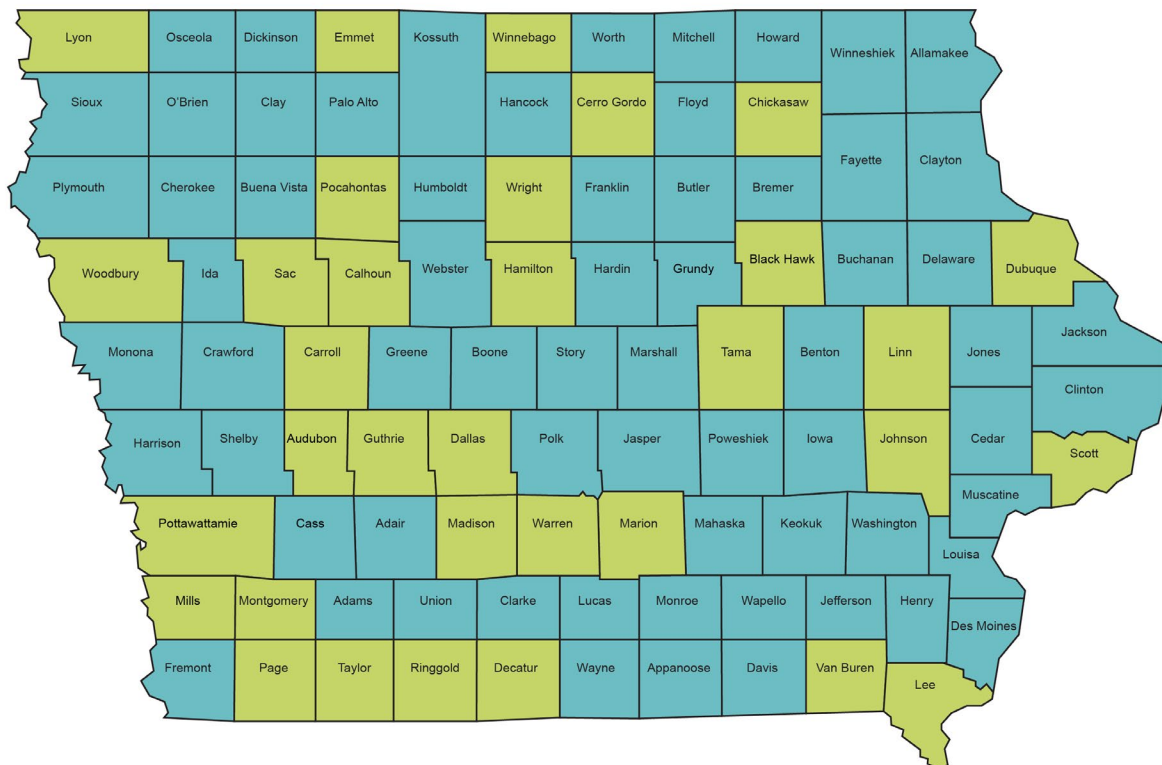 Lyon
Osceola
Dickinson
Emmet
Kossuth
Winnebago
Worth
Mitchell
Howard
Winneshiek
Allamakee
Sioux
O'Brien
Clay
Palo Alto
Hancock
Cerro Gordo
Floyd
Chickasaw
Fayette
Clayton
Plymouth
Cherokee
Buena Vista
Pocahontas
Humboldt
Wright
Franklin
Butler
Bremer
Woodbury
Ida
Sac
Calhoun
Webster
Hamilton
Hardin
Grundy
Black Hawk
Buchanan
Delaware
Dubuque
Monona
Crawford
Carroll
Greene
Boone
Story
Marshall
Tama
Benton
Linn
Jones
Jackson
Clinton
Harrison
Shelby
Audubon
Guthrie
Dallas
Polk
Jasper
Poweshiek
Iowa
Johnson
Cedar
Scott
Muscatine
Pottawattamie
Cass
Adair
Madison
Warren
Marion
Mahaska
Keokuk
Washington
Louisa
Mills
Montgomery
Adams
Union
Clarke
Lucas
Monroe
Wapello
Jefferson
Henry
Des Moines
Fremont
Page
Taylor
Ringgold
Decatur
Wayne
Appanoose
Davis
Van Buren
Lee